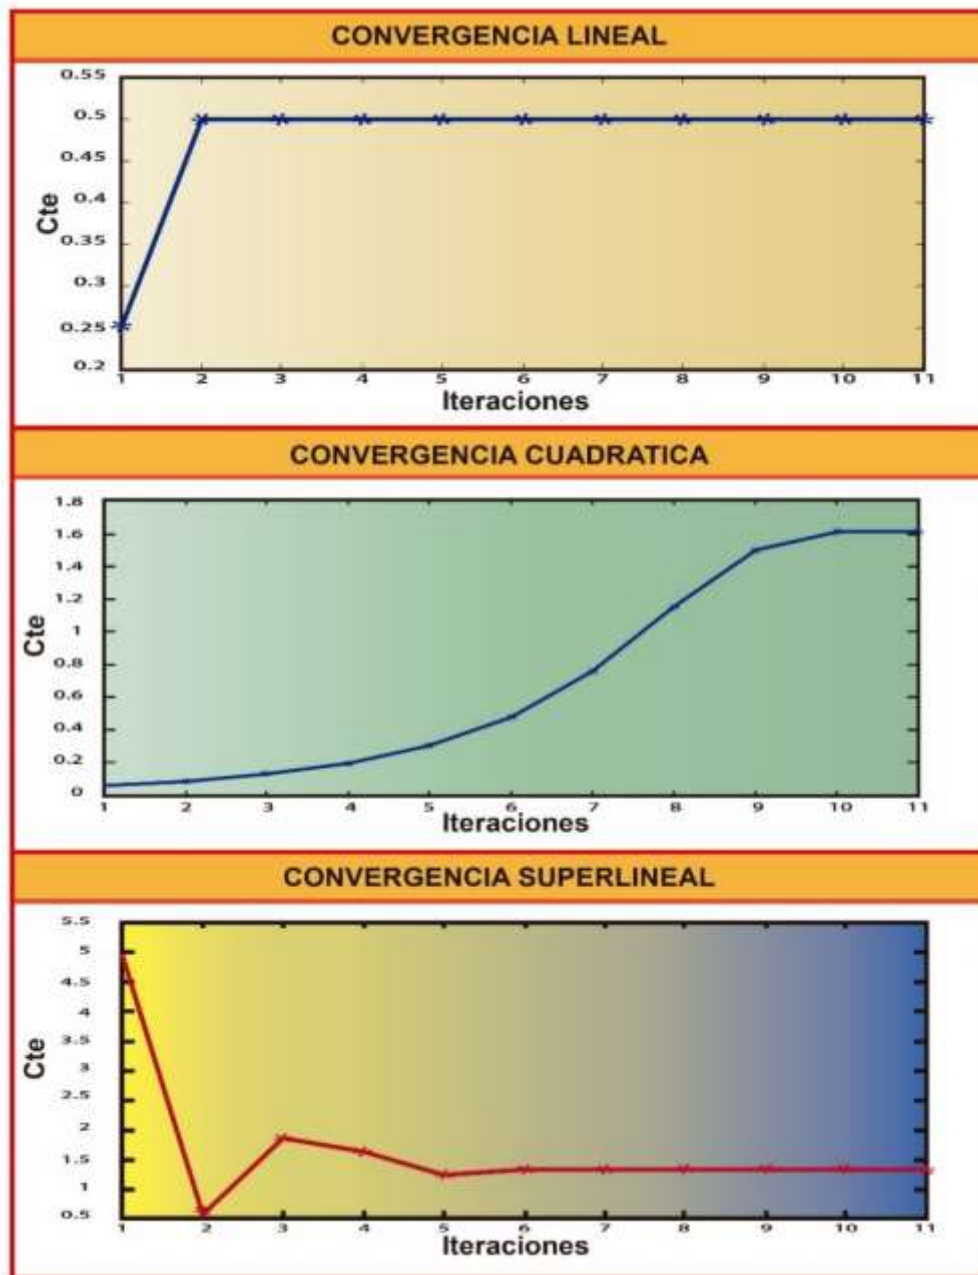 CONVERGENCIA LINEAL
0.55
0.5
0.45
0.4
0.35
0.3
0.25
0.2
Cte
1 2 3 4 5 6 7 8 9 10 11
Iteraciones
CONVERGENCIA CUADRATICA
1.8
1.6
1.4
1.2
1
0.8
0.6
0.4
0.2
0
Cte
1 2 3 4 5 6 7 8 9 10 11
Iteraciones
CONVERGENCIA SUPERLINEAL
5.5
5
4.5
4
3.5
3
2.5
2
1.5
1
0.5
Cte
1 2 3 4 5 6 7 8 9 10 11
Iteraciones